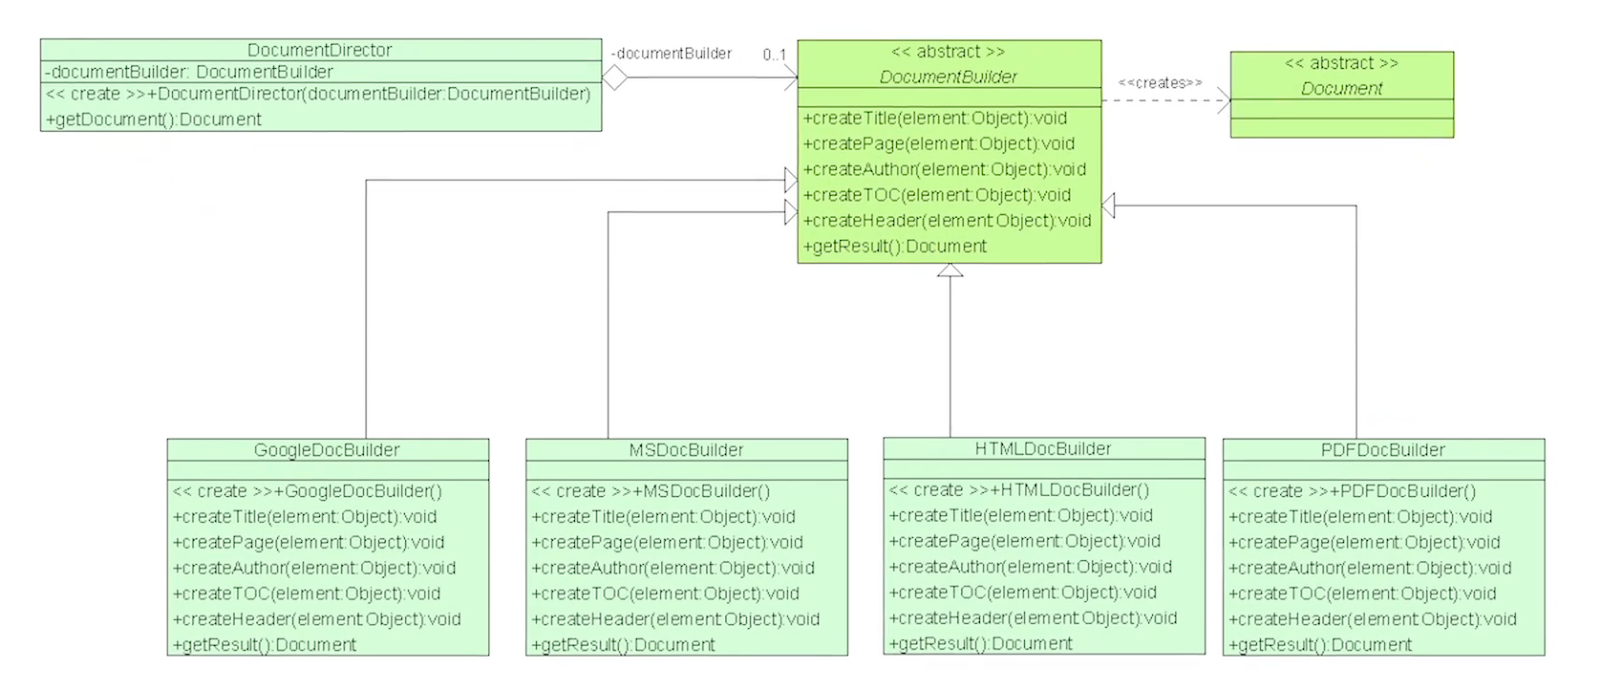 DocumentDirector
-documentBuilder: DocumentBuilder
<< create >>+DocumentDirector(documentBuilder:DocumentBuilder)
+getDocument():Document
-documentBuilder 0..1
<< abstract >>
DocumentBuilder
+createTitle(element:Object):void
+createPage(element:Object):void
+createAuthor(element:Object):void
+createTOC(element:Object):void
+createHeader(element:Object):void
+getResult():Document
<<creates>>
<< abstract >>
Document
GoogleDocBuilder
<< create >>+GoogleDocBuilder()
+createTitle(element:Object):void
+createPage(element:Object):void
+createAuthor(element:Object):void
+createTOC(element:Object):void
+createHeader(element:Object):void
+getResult():Document
MSDocBuilder
<< create >>+MSDocBuilder()
+createTitle(element:Object):void
+createPage(element:Object):void
+createAuthor(element:Object):void
+createTOC(element:Object):void
+createHeader(element:Object):void
+getResult():Document
HTMLDocBuilder
<< create >>+HTMLDocBuilder()
+createTitle(element:Object):void
+createPage(element:Object):void
+createAuthor(element:Object):void
+createTOC(element:Object):void
+createHeader(element:Object):void
+getResult():Document
PDFDocBuilder
<< create >>+PDFDocBuilder()
+createTitle(element:Object):void
+createPage(element:Object):void
+createAuthor(element:Object):void
+createTOC(element:Object):void
+createHeader(element:Object):void
+getResult():Document